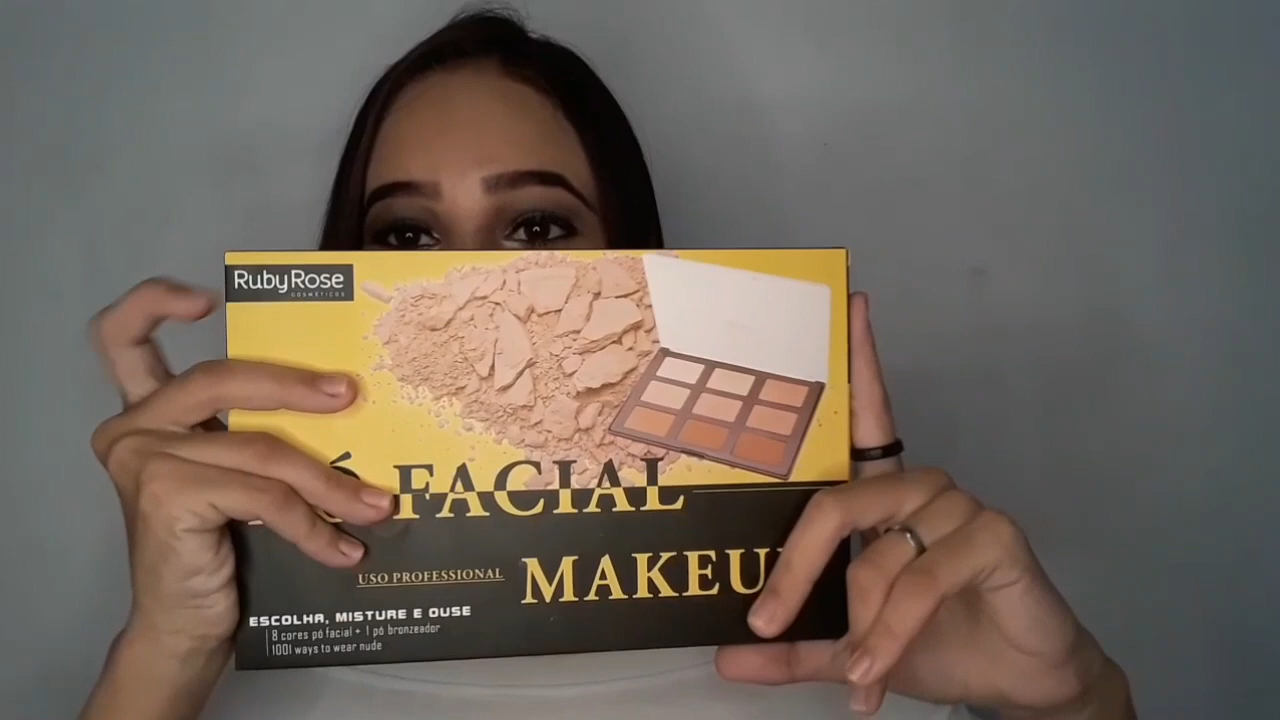 RubyRose
COSMÉTICOS
FACIAL
USO PROFESSIONAL
ESCOLHA, MISTURE E OUSE
8 cores pó facial + 1 pó bronzeador
1001 ways to wear nude